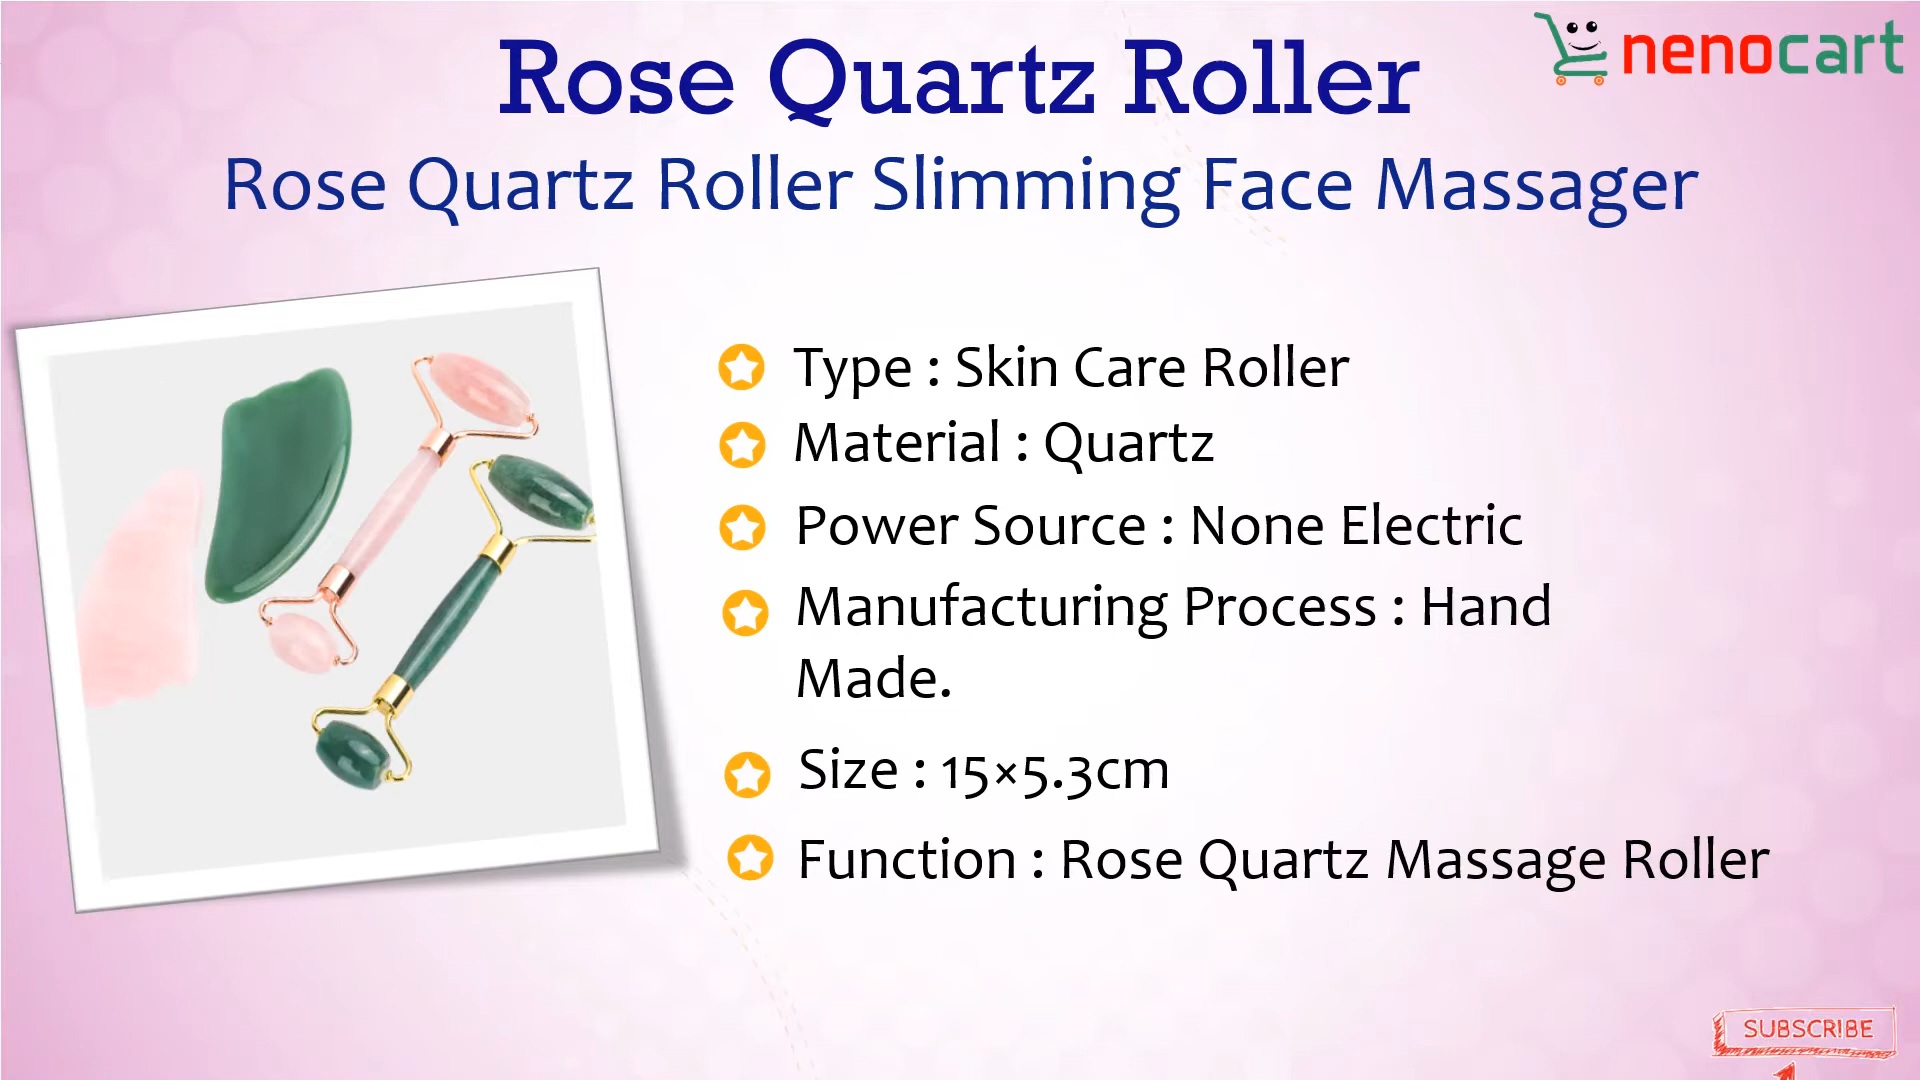 nenocart
Rose Quartz Roller
Rose Quartz Roller Slimming Face Massager
Type : Skin Care Roller
Material : Quartz
Power Source : None Electric
Manufacturing Process : Hand
Made.
Size : 15×5.3cm
Function : Rose Quartz Massage Roller
SUBSCRIBE